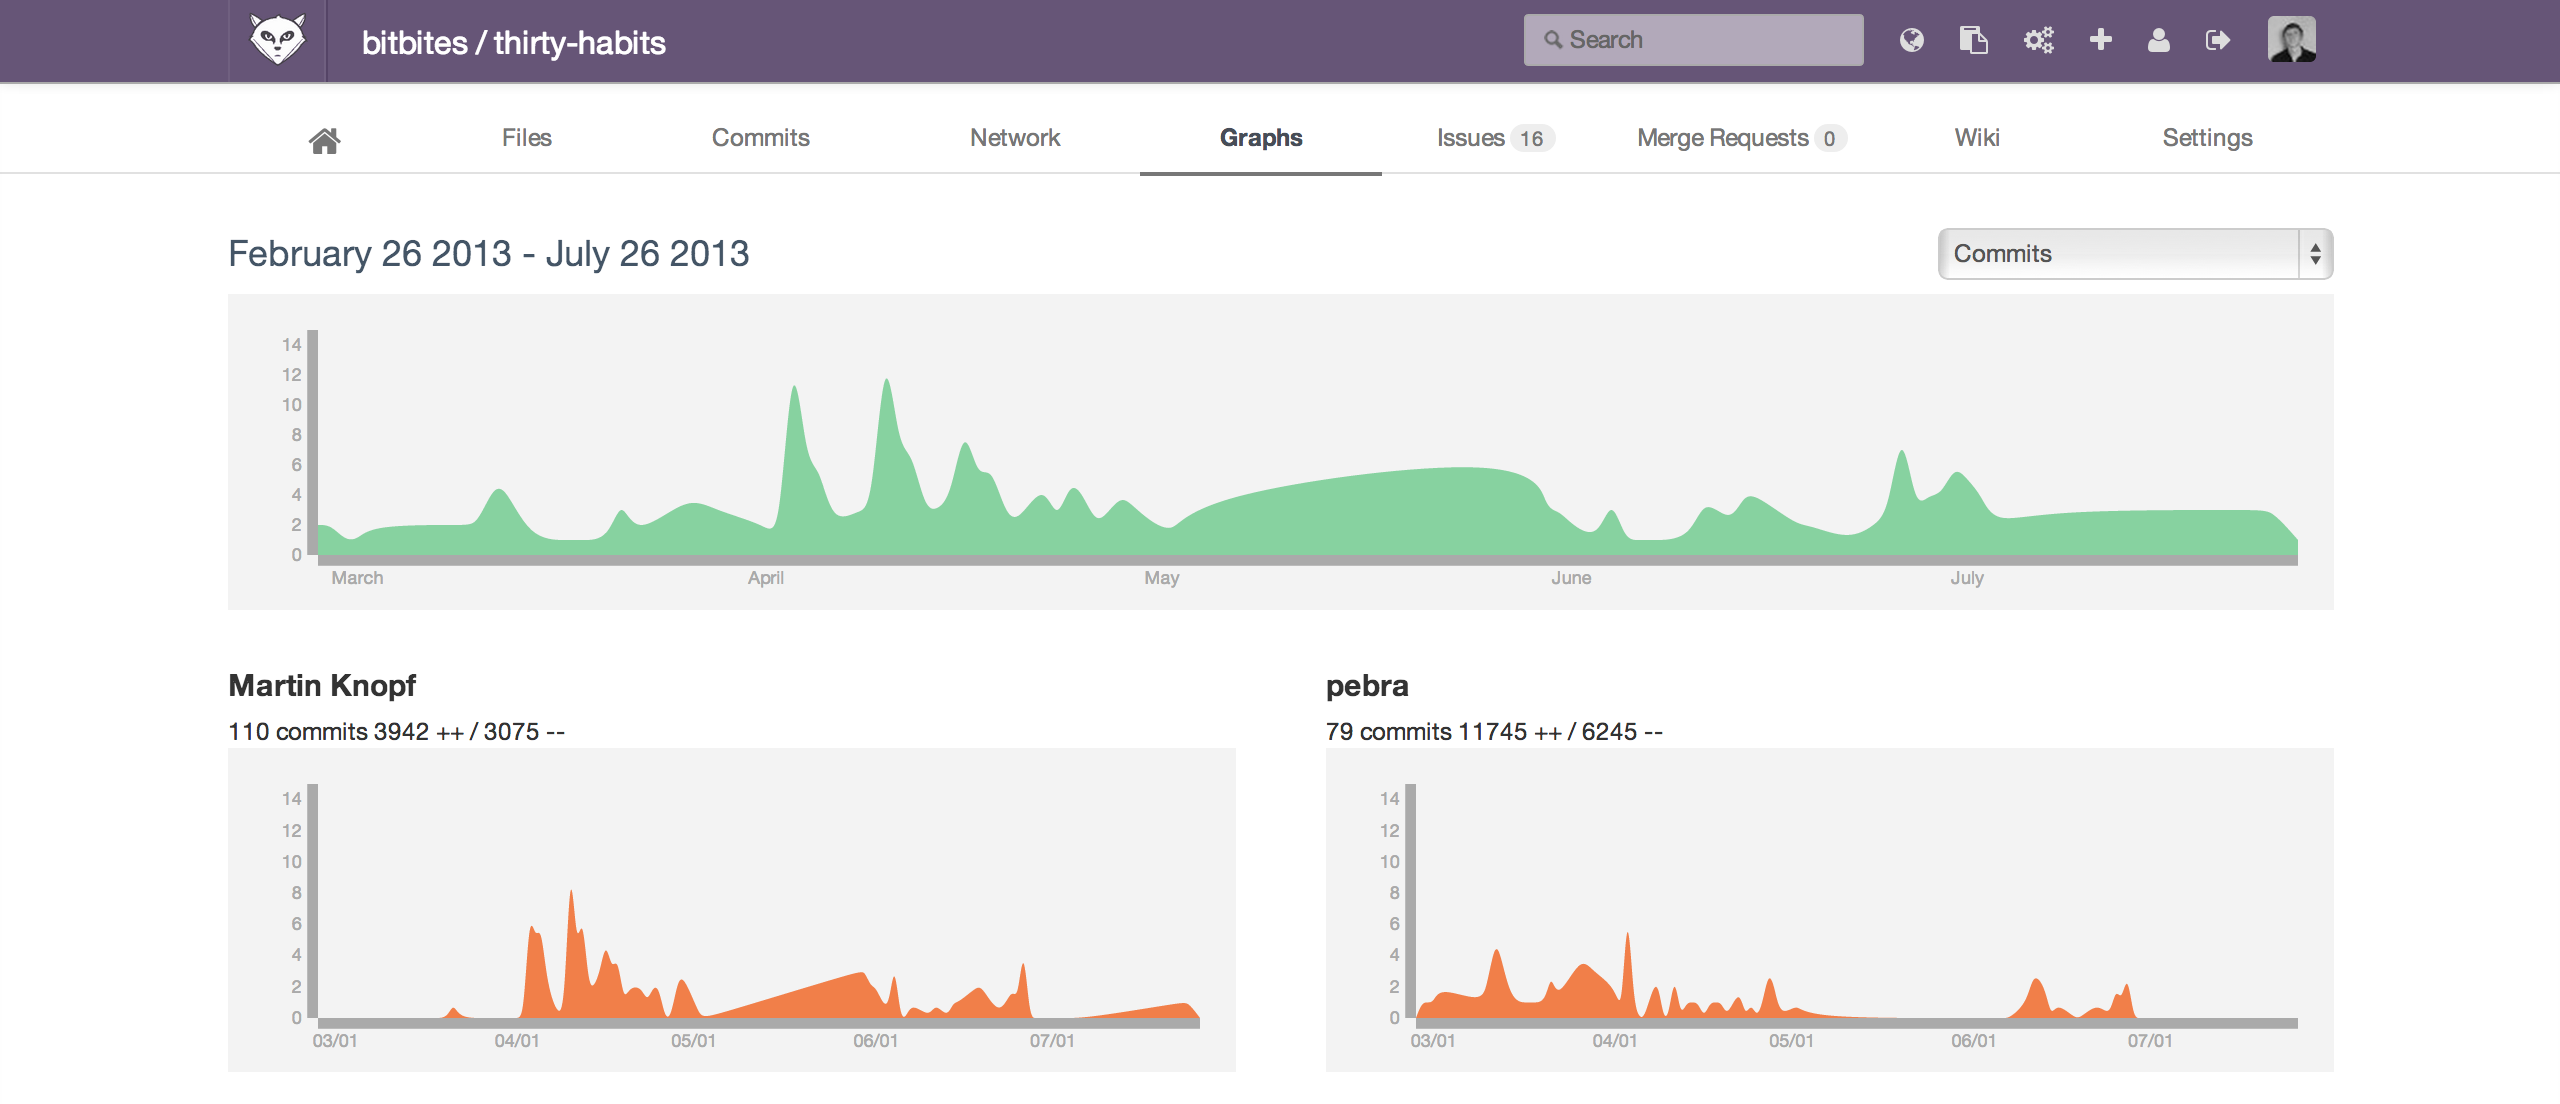 bitbites / thirty-habits
Search
Files
Commits
Network
Graphs
Issues 16
Merge Requests 0
Wiki
Settings
February 26 2013 - July 26 2013
Commits
14
12
10
8
6
4
2
0
March
April
May
June
July
Martin Knopf
110 commits 3942 ++ / 3075 --
14
12
10
8
6
4
2
0
03/01
04/01
05/01
06/01
07/01
pebra
79 commits 11745 ++ / 6245 --
14
12
10
8
6
4
2
0
03/01
04/01
05/01
06/01
07/01